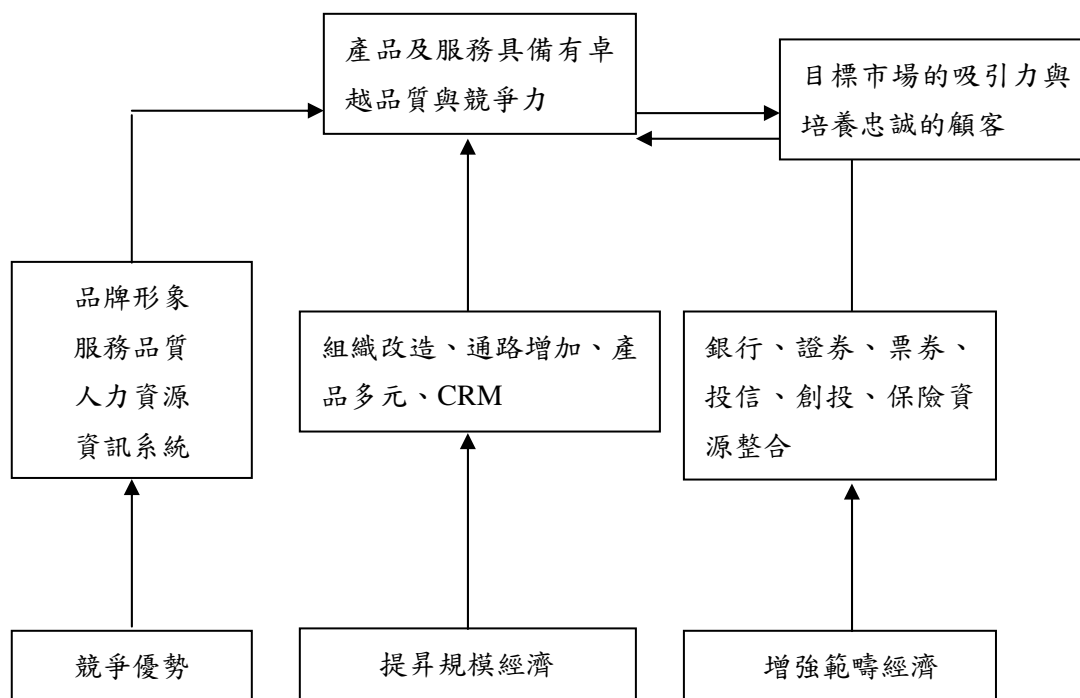 產品及服務具備有卓
越品質與競爭力
目標市場的吸引力與
培養忠誠的顧客
品牌形象
服務品質
人力資源
資訊系統
組織改造、通路增加、產
品多元、CRM
銀行、證券、票券、
投信、創投、保險資
源整合
競爭優勢
提昇規模經濟
增強範疇經濟